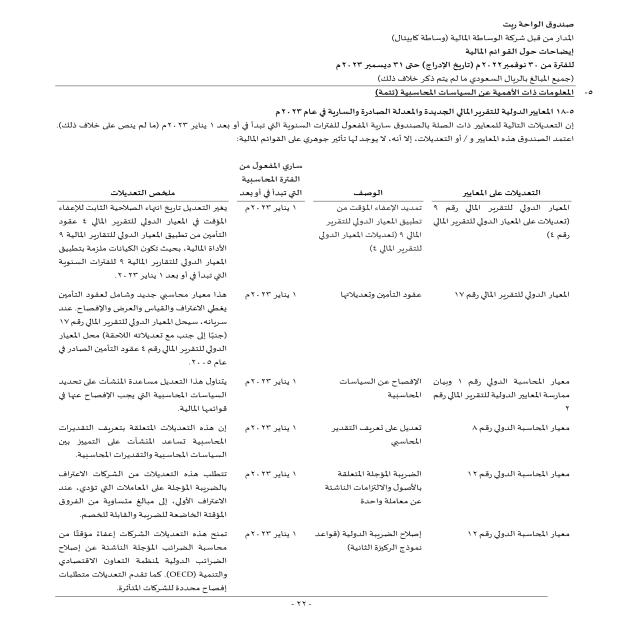 صندوق الواحة ريت
المدار من قبل شركة الوساطة المالية (وساطة كابيتال)
إيضاحات حول القوائم المالية
للفترة من ٣٠ نوفمبر ٢٠٢٢م (تاريخ الإدراج) حتى ٣١ ديسمبر ٢٠٢٣م
(جميع المبالغ بالريال السعودي ما لم يتم ذكر خلاف ذلك)
٥- المعلومات ذات الأهمية عن السياسات المحاسبية (تتمة)
١٨-٥ المعايير الدولية للتقرير المالي الجديدة والمعدلة الصادرة والسارية في عام ٢٠٢٣م
إن التعديلات التالية للمعايير ذات الصلة بالصندوق سارية المفعول للفترات السنوية التي تبدأ في أو بعد ١ يناير ٢٠٢٣م (ما لم ينص على خلاف ذلك).
اعتمد الصندوق هذه المعايير و / أو التعديلات، إلا أنه، لا يوجد لها تأثير جوهري على القوائم المالية:
التعديلات على المعايير
الوصف
ساري المفعول من
الفترة المحاسبية
التي تبدأ في أو بعد
ملخص التعديلات
المعيار الدولي للتقرير المالي رقم ٩
(تعديلات على المعيار الدولي للتقرير المالي
رقم ٤)
تمديد الإعفاء المؤقت من
تطبيق المعيار الدولي للتقرير
المالي ٩ (تعديلات المعيار الدولي
للتقرير المالي ٤)
١ يناير ٢٠٢٣م
يغير التعديل تاريخ انتهاء الصلاحية الثابت للإعفاء
المؤقت في المعيار الدولي للتقرير المالي ٤ عقود
التأمين من تطبيق المعيار الدولي للتقارير المالية ٩
الأداة المالية، بحيث تكون الكيانات ملزمة بتطبيق
المعيار الدولي للتقارير المالية ٩ للفترات السنوية
التي تبدأ في أو بعد ١ يناير ٢٠٢٣.
المعيار الدولي للتقرير المالي رقم ١٧
عقود التأمين وتعديلاتها
١ يناير ٢٠٢٣م
هذا معيار محاسبي جديد وشامل لعقود التأمين
يغطي الاعتراف والقياس والعرض والإفصاح. عند
سريانه، سيحل المعيار الدولي للتقرير المالي رقم ١٧
(جنبًا إلى جنب مع تعديلاته اللاحقة) محل المعيار
الدولي للتقرير المالي رقم ٤ عقود التأمين الصادر في
عام ٢٠٠٥.
معيار المحاسبة الدولي رقم ١ وبيان
ممارسة المعايير الدولية للتقرير المالي رقم
٢
الإفصاح عن السياسات
المحاسبية
١ يناير ٢٠٢٣م
يتناول هذا التعديل مساعدة المنشآت على تحديد
السياسات المحاسبية التي يجب الإفصاح عنها في
قوائمها المالية.
معيار المحاسبة الدولي رقم ٨
تعديل على تعريف التقدير
المحاسبي
١ يناير ٢٠٢٣م
إن هذه التعديلات المتعلقة بتعريف التقديرات
المحاسبية تساعد المنشآت على التمييز بين
السياسات المحاسبية والتقديرات المحاسبية.
معيار المحاسبة الدولي رقم ١٢
الضريبة المؤجلة المتعلقة
بالأصول والالتزامات الناشئة
عن معاملة واحدة
١ يناير ٢٠٢٣م
تتطلب هذه التعديلات من الشركات الاعتراف
بالضريبة المؤجلة على المعاملات التي تؤدي، عند
الاعتراف الأولي، إلى مبالغ متساوية من الفروق
المؤقتة الخاضعة للضريبة والقابلة للخصم.
معيار المحاسبة الدولي رقم ١٢
إصلاح الضريبة الدولية (قواعد
نموذج الركيزة الثانية)
١ يناير ٢٠٢٣م
تمنح هذه التعديلات الشركات إعفاءً مؤقتًا من
محاسبة الضرائب المؤجلة الناشئة عن إصلاح
الضرائب الدولية لمنظمة التعاون الاقتصادي
والتنمية (OECD). كما تقدم التعديلات متطلبات
إفصاح محددة للشركات المتأثرة.
- ٢٢ -